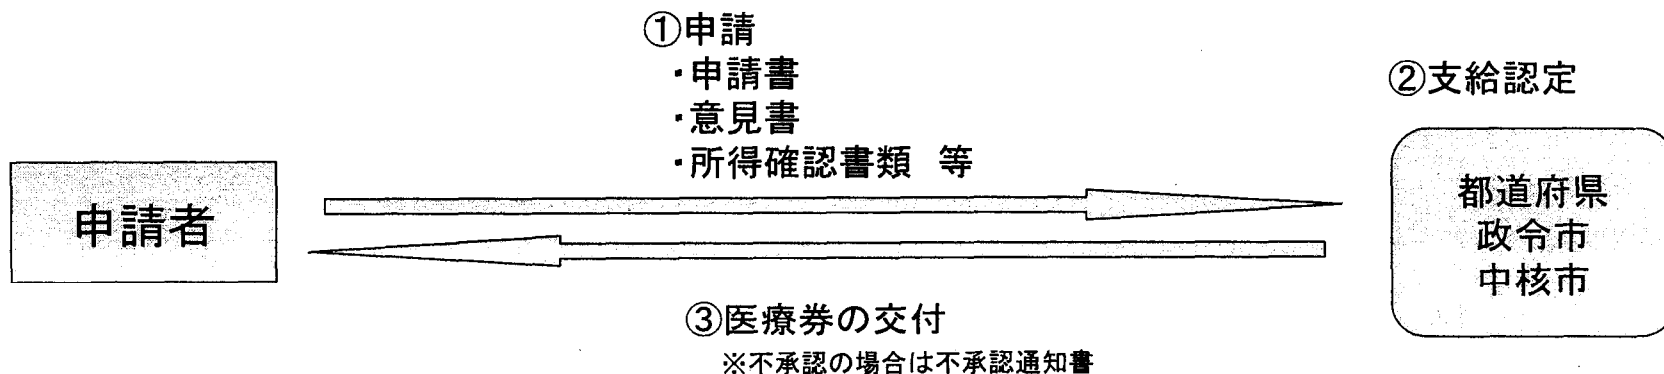 ①申請
・申請書
・意見書
・所得確認書類 等
②支給認定
申請者
都道府県
政令市
中核市
③医療券の交付
※不承認の場合は不承認通知書